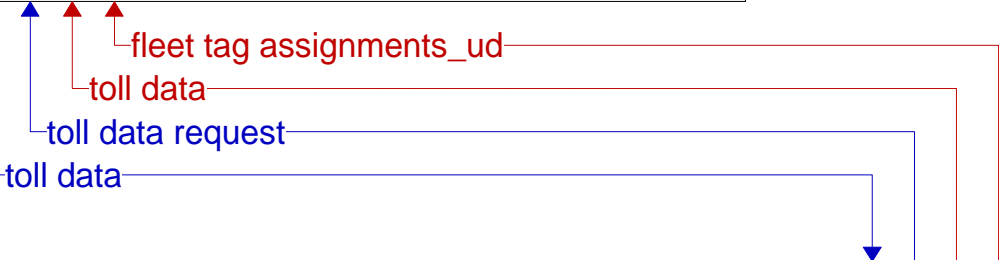 fleet tag assignments_ud
toll data
toll data request
toll data